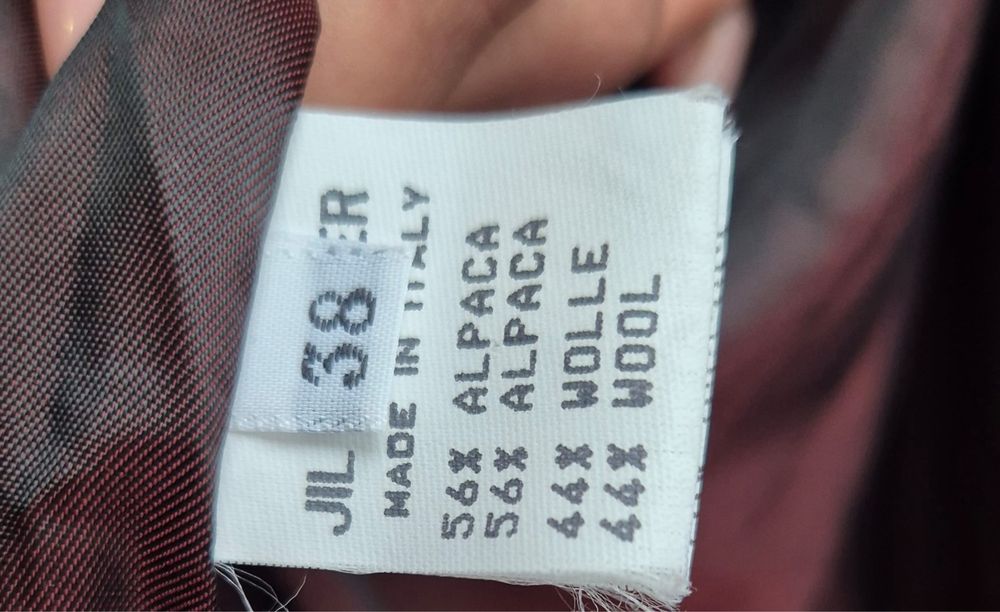 JIL ER
38
MADE IN ITALY
56% ALPACA
56% ALPACA
44% WOLLE
44% WOOL